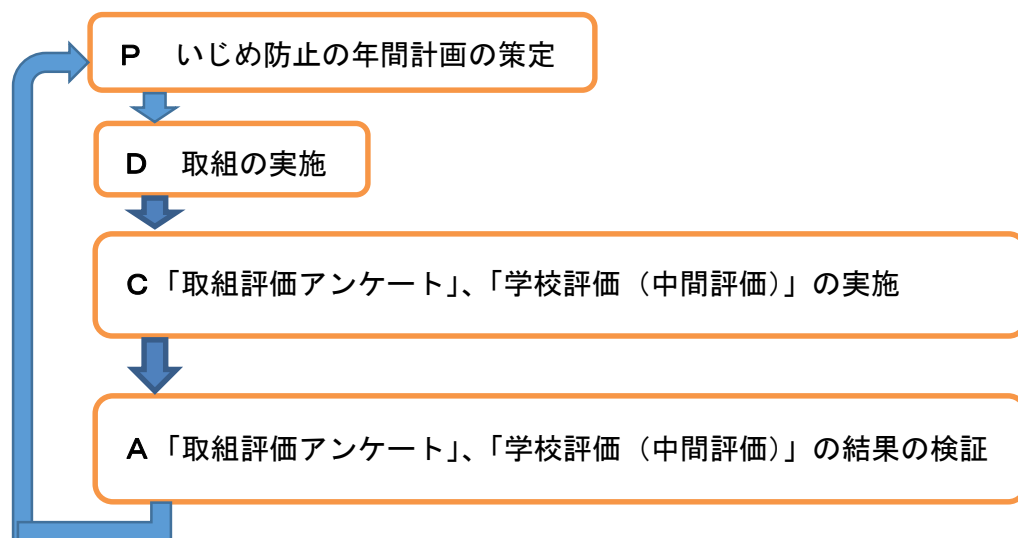 P いじめ防止の年間計画の策定
D 取組の実施
C「取組評価アンケート」、「学校評価（中間評価）」の実施
A「取組評価アンケート」、「学校評価（中間評価）」の結果の検証